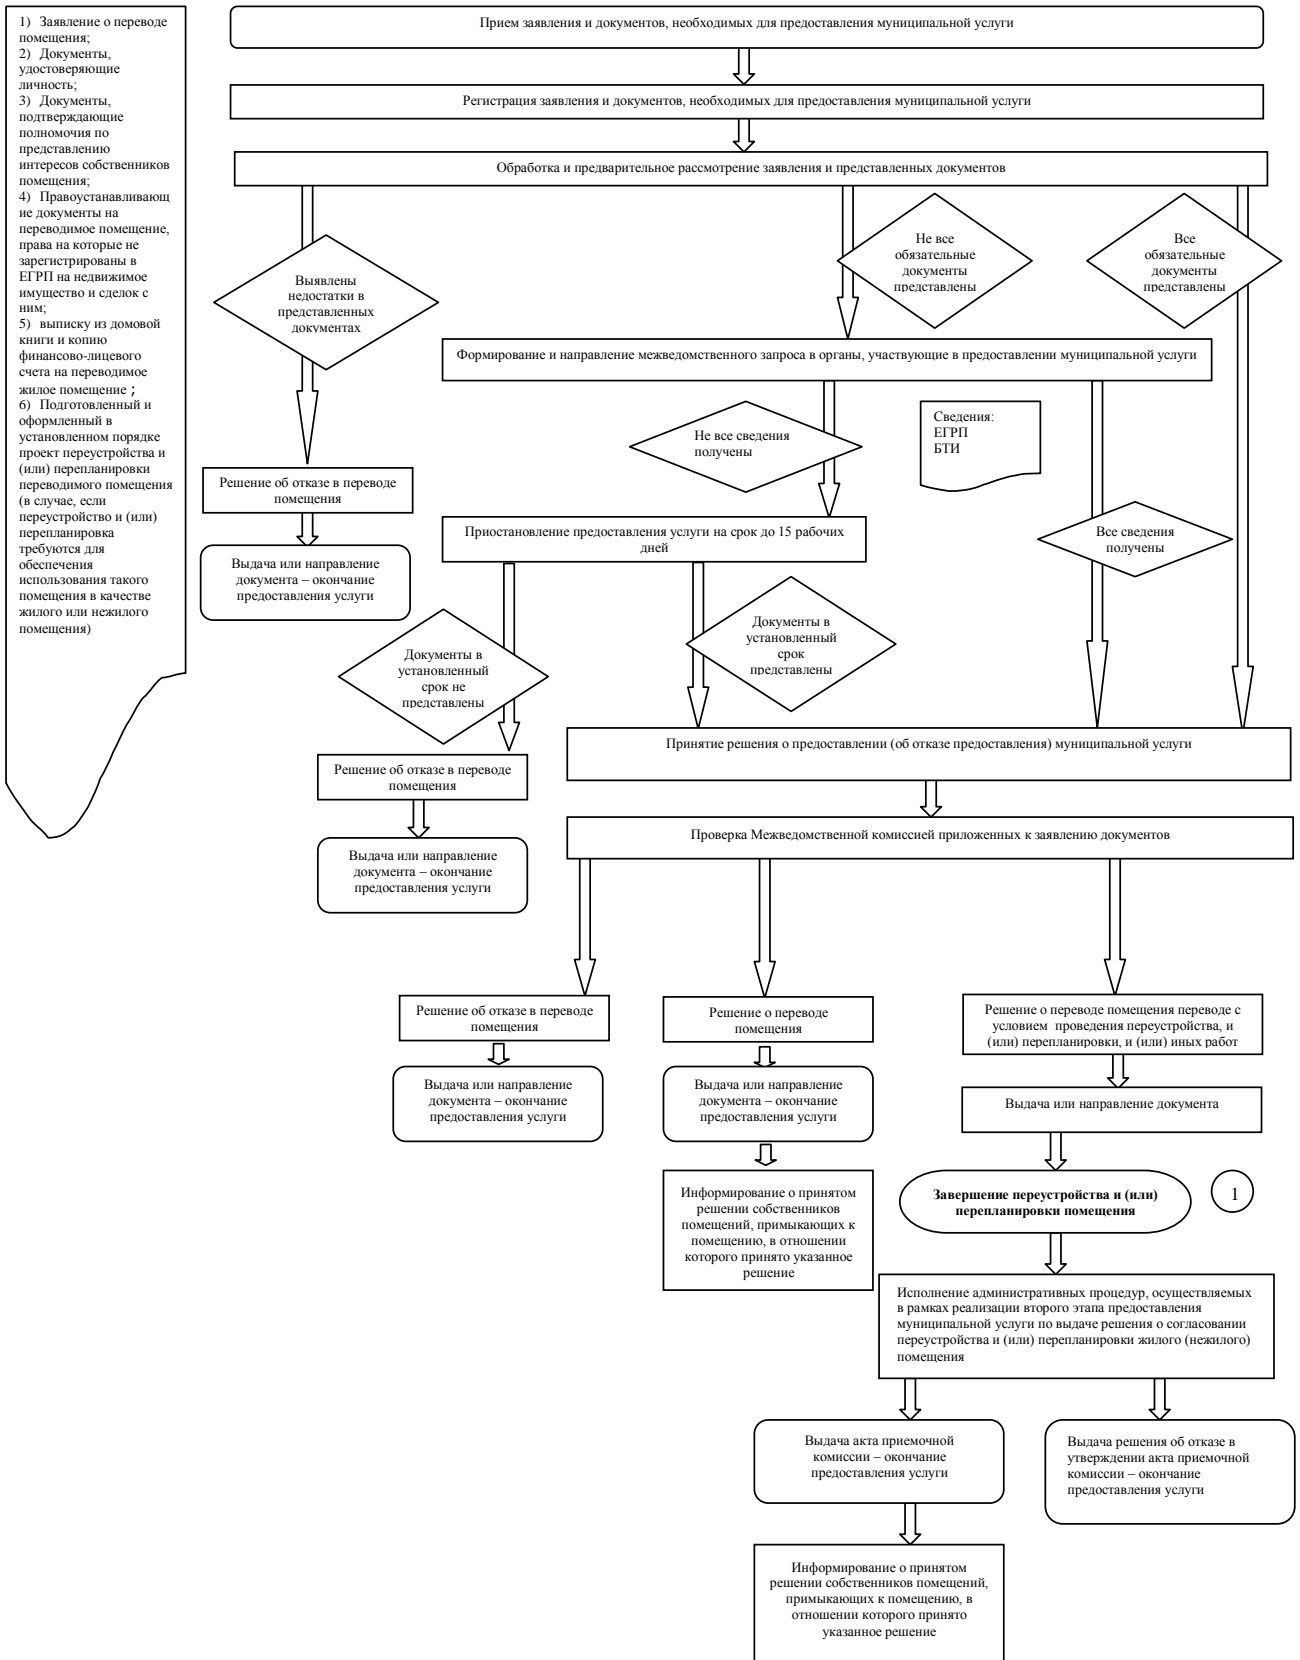 1) Заявление о переводе
помещения;
2) Документы,
удостоверяющие
личность;
3) Документы,
подтверждающие
полномочия по
представлению
интересов собственников
помещения;
4) Правоустанавливающ
ие документы на
переводимое помещение,
права на которые не
зарегистрированы в
ЕГРП на недвижимое
имущество и сделок с
ним;
5) выписку из домовой
книги и копию
финансово-лицевого
счета на переводимое
жилое помещение ;
6) Подготовленный и
оформленный в
установленном порядке
проект переустройства и
(или) перепланировки
переводимого помещения
(в случае, если
переустройство и (или)
перепланировка
требуются для
обеспечения
использования такого
помещения в качестве
жилого или нежилого
помещения)
Прием заявления и документов, необходимых для предоставления муниципальной услуги
Регистрация заявления и документов, необходимых для предоставления муниципальной услуги
Обработка и предварительное рассмотрение заявления и представленных документов
Выявлены
недостатки в
представленных
документах
Не все
обязательные
документы
представлены
Все
обязательные
документы
представлены
Формирование и направление межведомственного запроса в органы, участвующие в предоставлении муниципальной услуги
Не все сведения
получены
Сведения:
ЕГРП
БТИ
Все сведения
получены
Решение об отказе в переводе
помещения
Выдача или направление
документа – окончание
предоставления услуги
Приостановление предоставления услуги на срок до 15 рабочих
дней
Документы в
установленный
срок не
представлены
Документы в
установленный
срок
представлены
Решение об отказе в переводе
помещения
Выдача или направление
документа – окончание
предоставления услуги
Принятие решения о предоставлении (об отказе предоставления) муниципальной услуги
Проверка Межведомственной комиссией приложенных к заявлению документов
Решение об отказе в переводе
помещения
Выдача или направление
документа – окончание
предоставления услуги
Решение о переводе
помещения
Выдача или направление
документа – окончание
предоставления услуги
Информирование о принятом
решении собственников
помещений, примыкающих к
помещению, в отношении
которого принято указанное
решение
Решение о переводе помещения переводе с
условием проведения переустройства, и
(или) перепланировки, и (или) иных работ
Выдача или направление документа
Завершение переустройства и (или)
перепланировки помещения
1
Исполнение административных процедур, осуществляемых
в рамках реализации второго этапа предоставления
муниципальной услуги по выдаче решения о согласовании
переустройства и (или) перепланировки жилого (нежилого)
помещения
Выдача акта приемочной
комиссии – окончание
предоставления услуги
Выдача решения об отказе в
утверждении акта приемочной
комиссии – окончание
предоставления услуги
Информирование о принятом
решении собственников помещений,
примыкающих к помещению, в
отношении которого принято
указанное решение